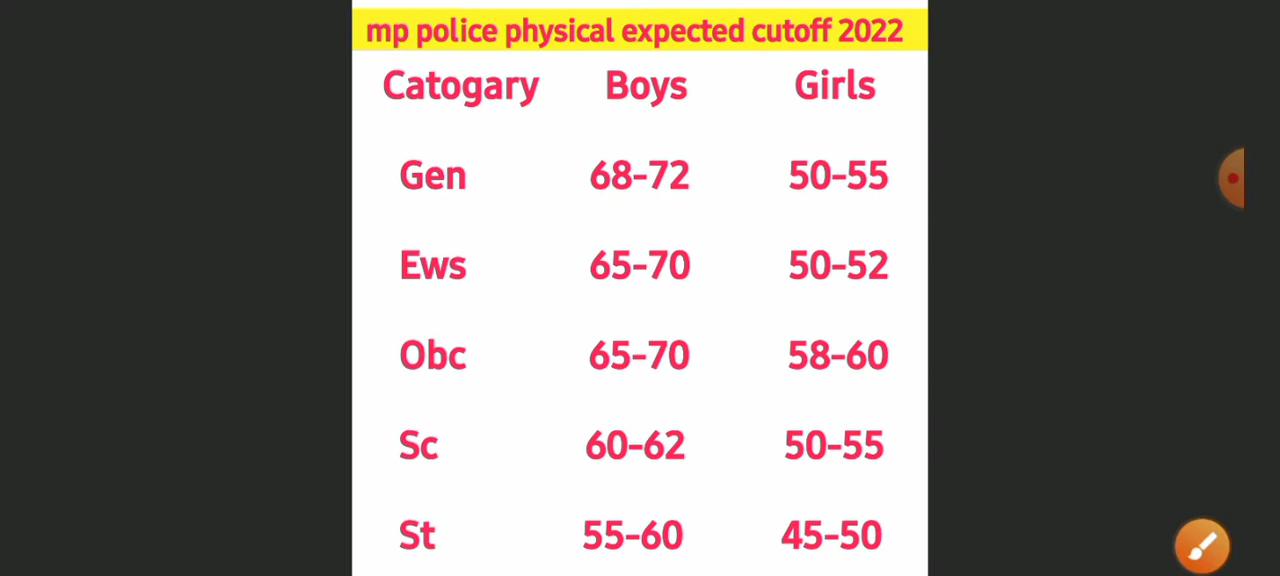 mp police physical expected cutoff 2022
Catogary Boys Girls
Gen 68-72 50-55
Ews 65-70 50-52
Obc 65-70 58-60
Sc 60-62 50-55
St 55-60 45-50